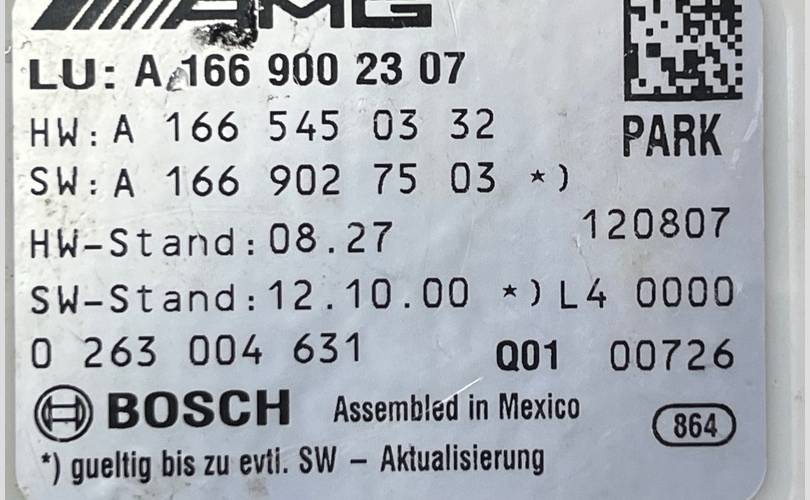 AMG
LU: A 166 900 23 07
HW: A 166 545 03 32
PARK
SW: A 166 902 75 03 *)
120807
HW-Stand: 08.27
SW-Stand: 12.10.00 *) L4 0000
0 263 004 631 Q01 00726
BOSCH Assembled in Mexico
864
*) gueltig bis zu evtl. SW – Aktualisierung